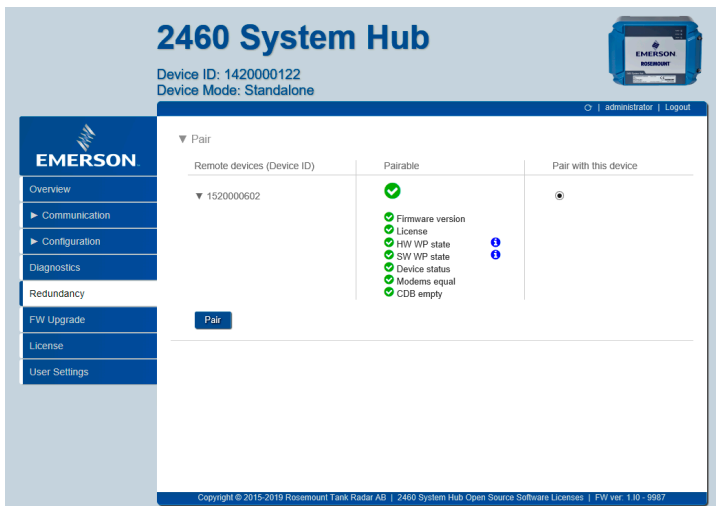 2460 System Hub
Device ID: 1420000122
Device Mode: Standalone
EMERSON
ROSEMOUNT
administrator | Logout
EMERSON
Overview
► Communication
► Configuration
Diagnostics
Redundancy
FW Upgrade
License
User Settings
▼ Pair
Remote devices (Device ID) Pairable Pair with this device
▼ 1520000602
Firmware version
License
HW WP state
SW WP state
Device status
Modems equal
CDB empty
Pair
Copyright © 2015-2019 Rosemount Tank Radar AB | 2460 System Hub Open Source Software Licenses | FW ver: 1.I0 - 9987